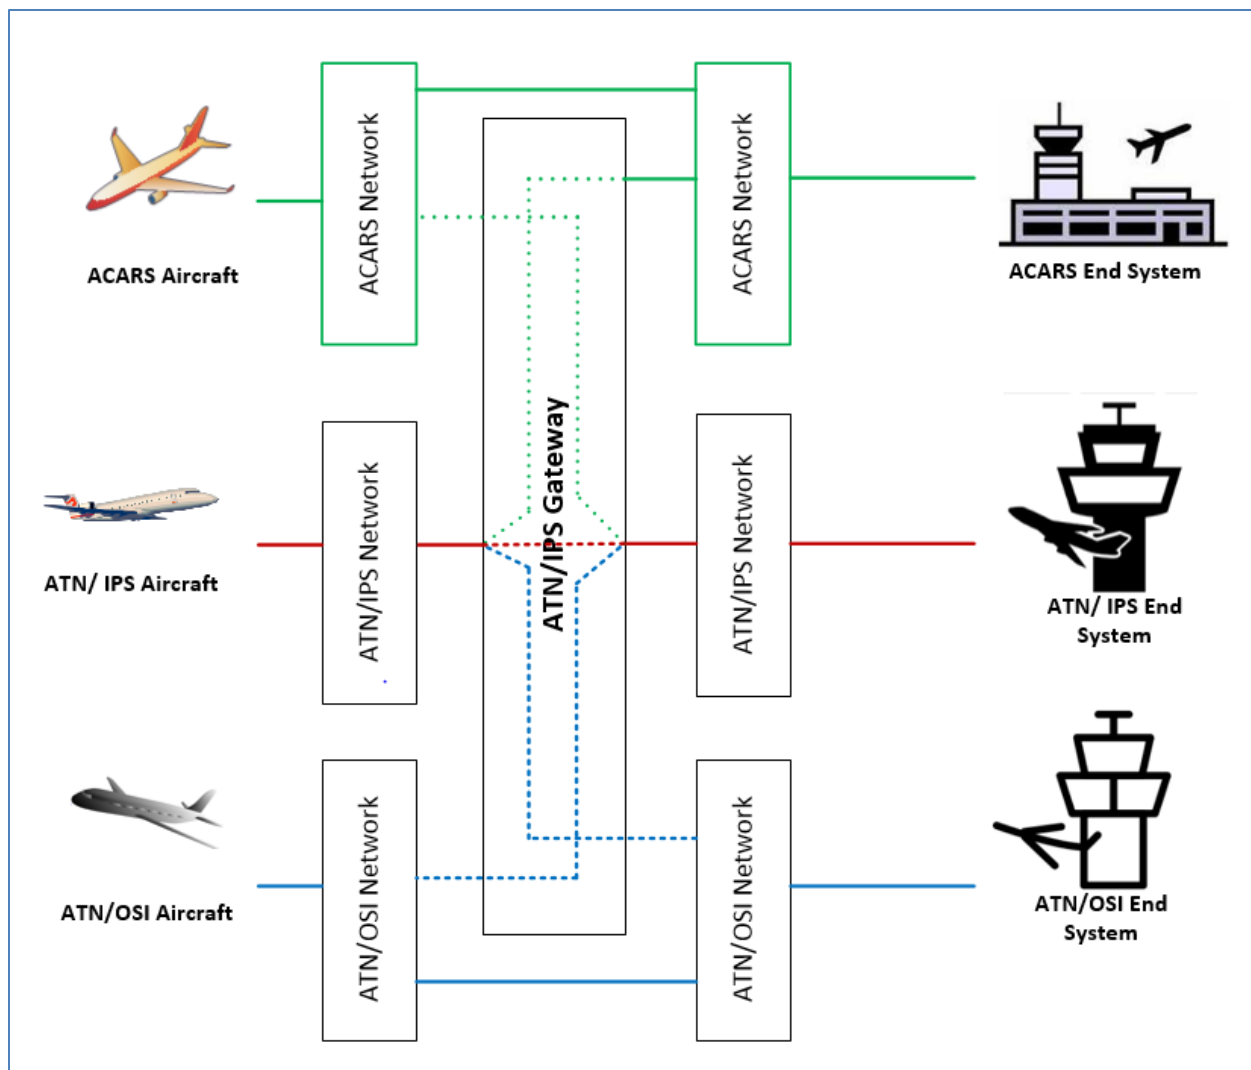 ACARS Network
ACARS Network
ACARS Aircraft
ACARS End System
ATN/IPS Gateway
ATN/IPS Network
ATN/IPS Network
ATN/ IPS Aircraft
ATN/ IPS End
System
ATN/OSI Network
ATN/OSI Network
ATN/OSI Aircraft
ATN/OSI End
System